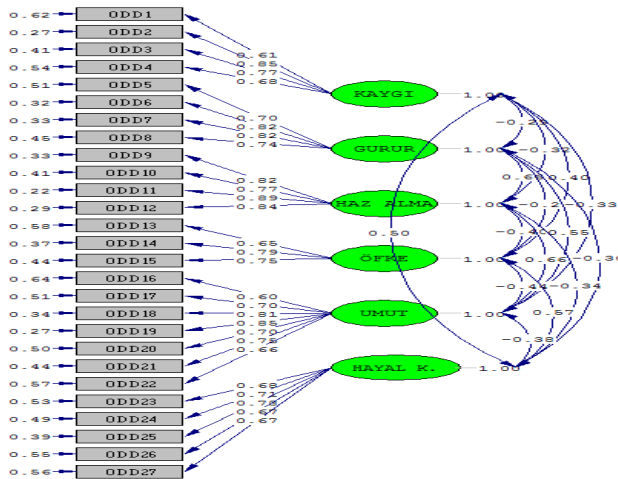 0.62 ODD1
0.27 ODD2
0.41 ODD3
0.54 ODD4
0.51 ODD5
0.32 ODD6
0.33 ODD7
0.45 ODD8
0.33 ODD9
0.41 ODD10
0.22 ODD11
0.29 ODD12
0.58 ODD13
0.37 ODD14
0.44 ODD15
0.64 ODD16
0.51 ODD17
0.34 ODD18
0.27 ODD19
0.50 ODD20
0.44 ODD21
0.57 ODD22
0.53 ODD23
0.49 ODD24
0.39 ODD25
0.55 ODD26
0.56 ODD27
0.61
0.85
0.77
0.68
0.70
0.82
0.82
0.74
0.82
0.77
0.89
0.84
0.65
0.79
0.75
0.60
0.70
0.81
0.85
0.70
0.75
0.66
0.68
0.71
0.78
0.67
0.67
KAYGI 1.00
GURUR 1.00
HAZ ALMA 1.00
ÖFKE 1.00
UMUT 1.00
HAYAL K. 1.00
0.50
0.40
-0.33
0.55
0.66
-0.44
-0.34
0.57
-0.38